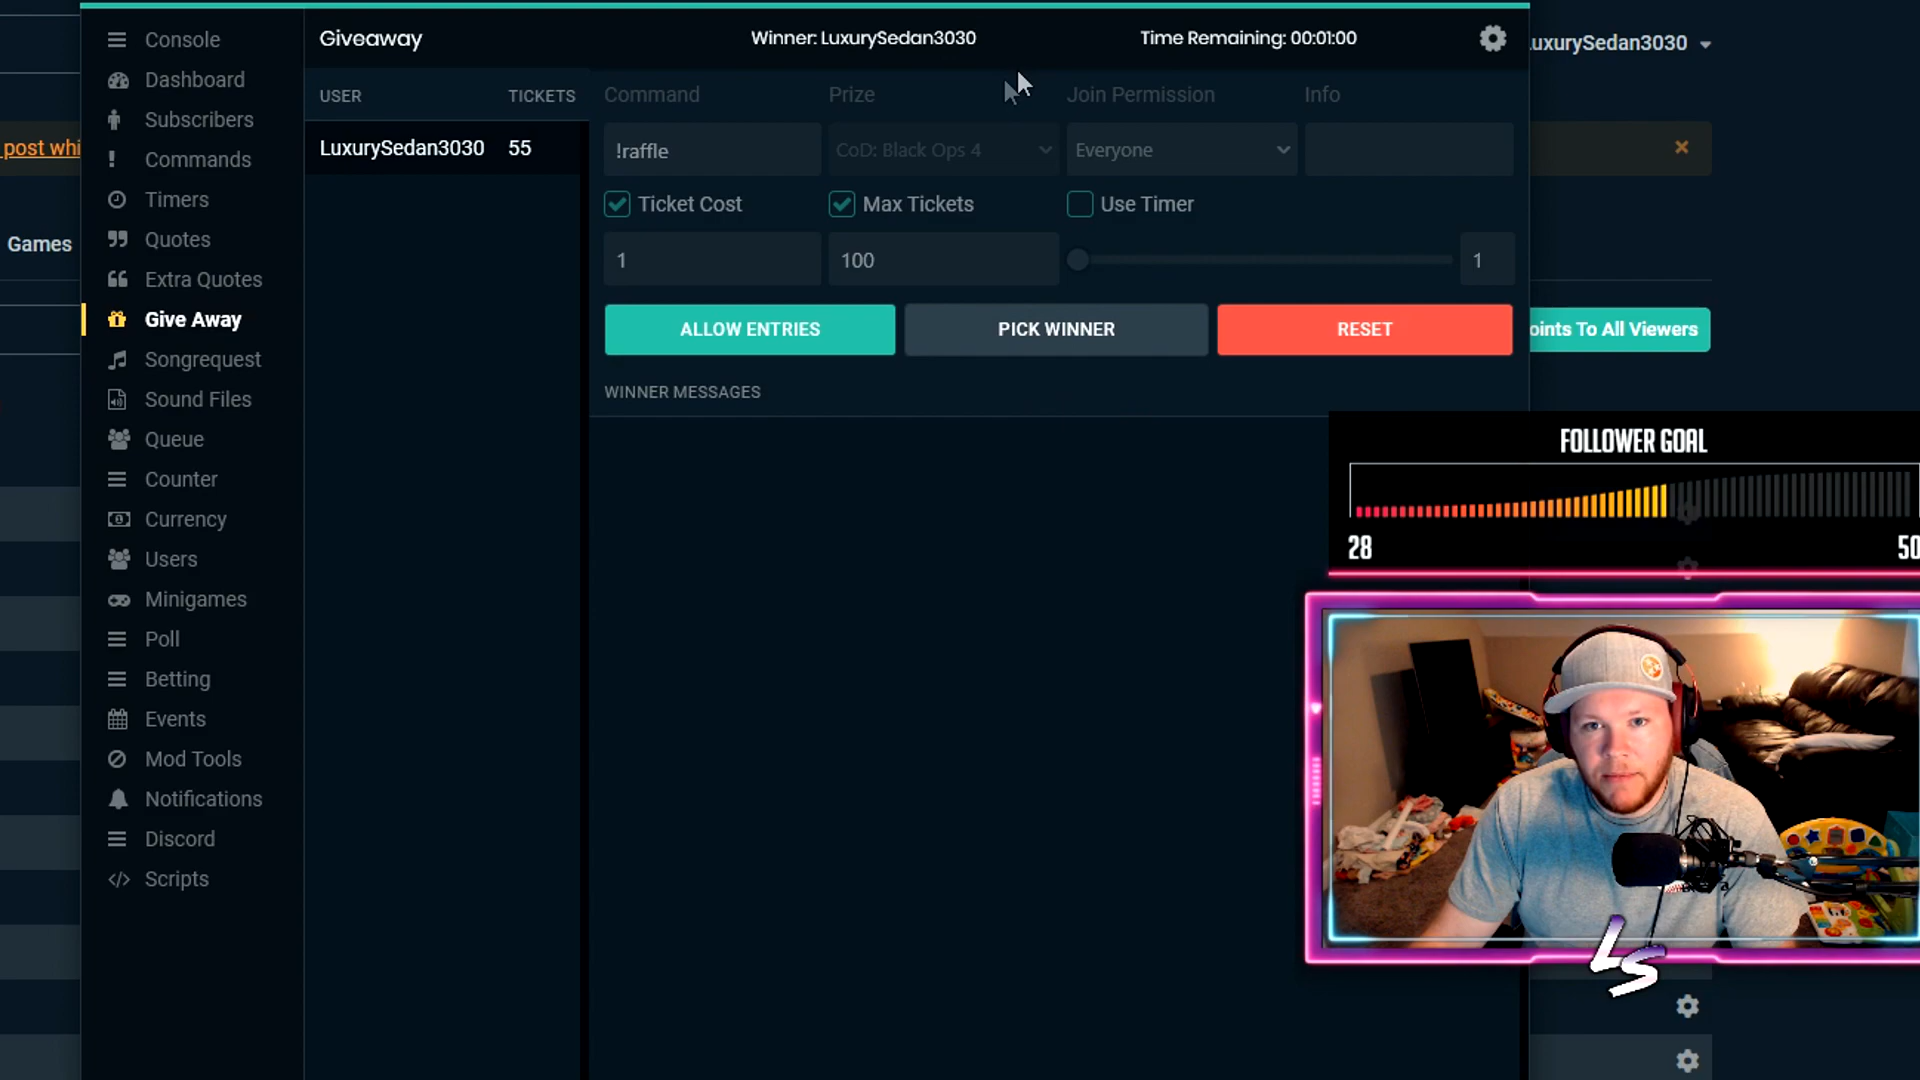 Console
Dashboard
Subscribers
Commands
Timers
Quotes
Extra Quotes
Give Away
Songrequest
Sound Files
Queue
Counter
Currency
Users
Minigames
Poll
Betting
Events
Mod Tools
Notifications
Discord
Scripts
post whi
Games
Giveaway
Winner: LuxurySedan3030
Time Remaining: 00:01:00
uxurySedan3030
USER TICKETS
LuxurySedan3030 55
Command Prize Join Permission Info
!raffle CoD: Black Ops 4 Everyone
Ticket Cost Max Tickets Use Timer
1 100 1
ALLOW ENTRIES PICK WINNER RESET
oints To All Viewers
WINNER MESSAGES
FOLLOWER GOAL
28 50
LS